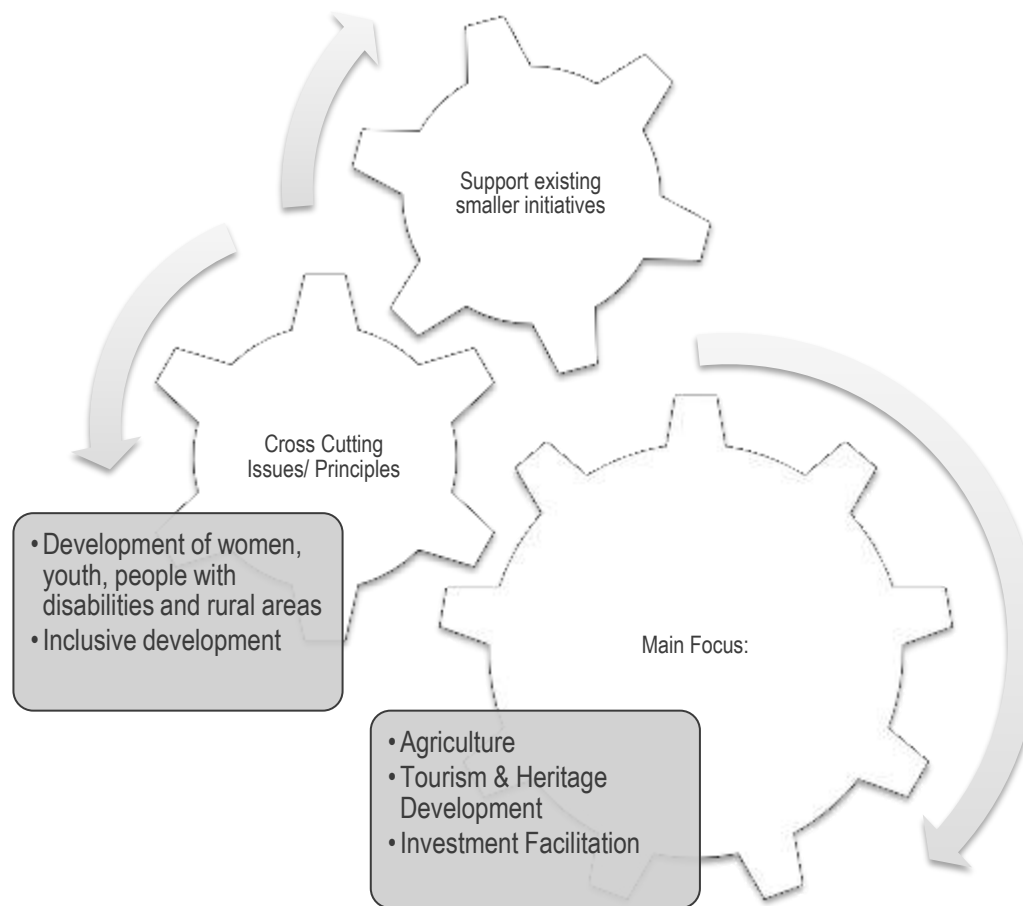 Support existing
smaller initiatives
Cross Cutting
Issues/ Principles
• Development of women,
youth, people with
disabilities and rural areas
• Inclusive development
Main Focus:
• Agriculture
• Tourism & Heritage
Development
• Investment Facilitation